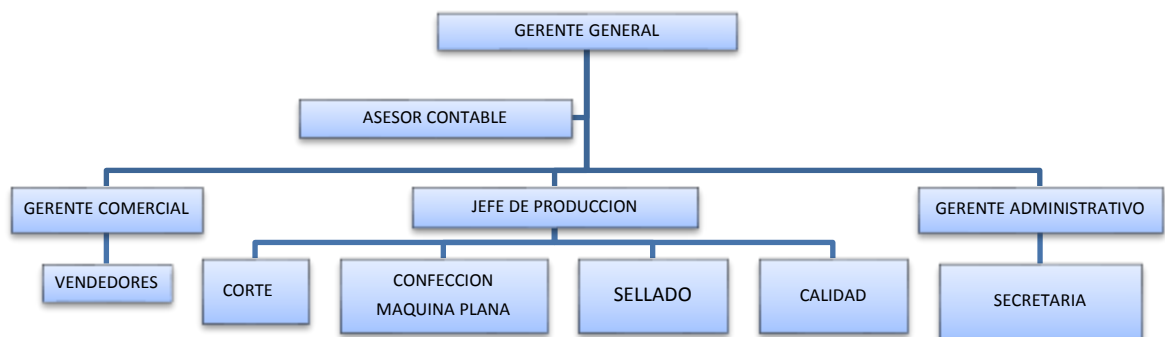 GERENTE GENERAL
ASESOR CONTABLE
GERENTE COMERCIAL
JEFE DE PRODUCCION
GERENTE ADMINISTRATIVO
VENDEDORES
CORTE
CONFECCION
MAQUINA PLANA
SELLADO
CALIDAD
SECRETARIA